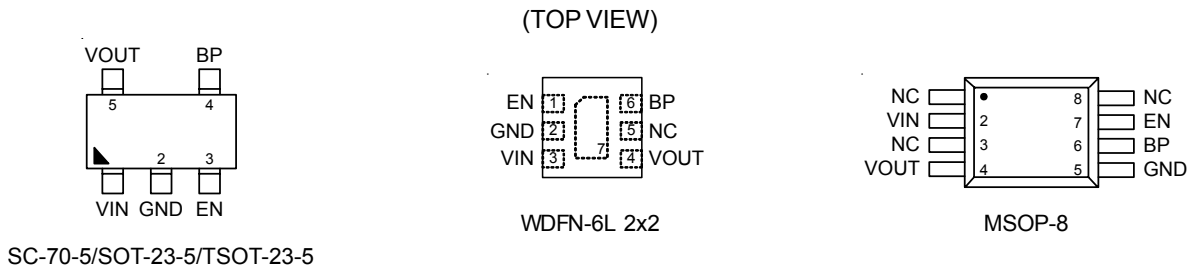 (TOP VIEW)
VOUT BP
5 4
2 3
VIN GND EN
SC-70-5/SOT-23-5/TSOT-23-5
EN 1 6 BP
GND 2 5 NC
VIN 3 7 4 VOUT
WDFN-6L 2x2
NC 8 NC
VIN 2 7 EN
NC 3 6 BP
VOUT 4 5 GND
MSOP-8